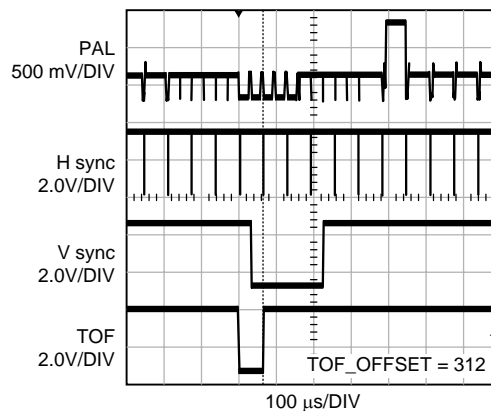 PAL
500 mV/DIV
H sync
2.0V/DIV
V sync
2.0V/DIV
TOF
2.0V/DIV
TOF_OFFSET = 312
100 μs/DIV